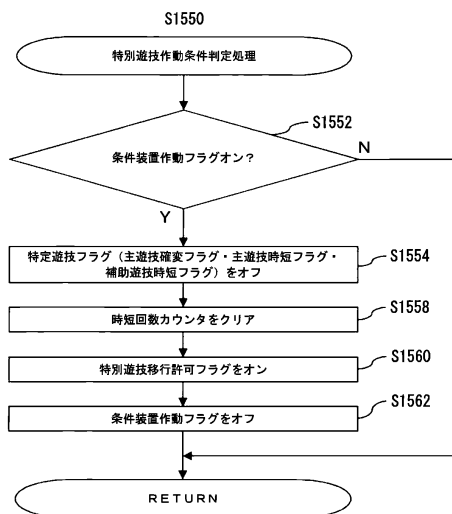 S1550
特別遊技作動条件判定処理
S1552
条件装置作動フラグオン？
N
Y
特定遊技フラグ（主遊技確変フラグ・主遊技時短フラグ・
補助遊技時短フラグ）をオフ
S1554
時短回数カウンタをクリア
S1558
特別遊技移行許可フラグをオン
S1560
条件装置作動フラグをオフ
S1562
RETURN